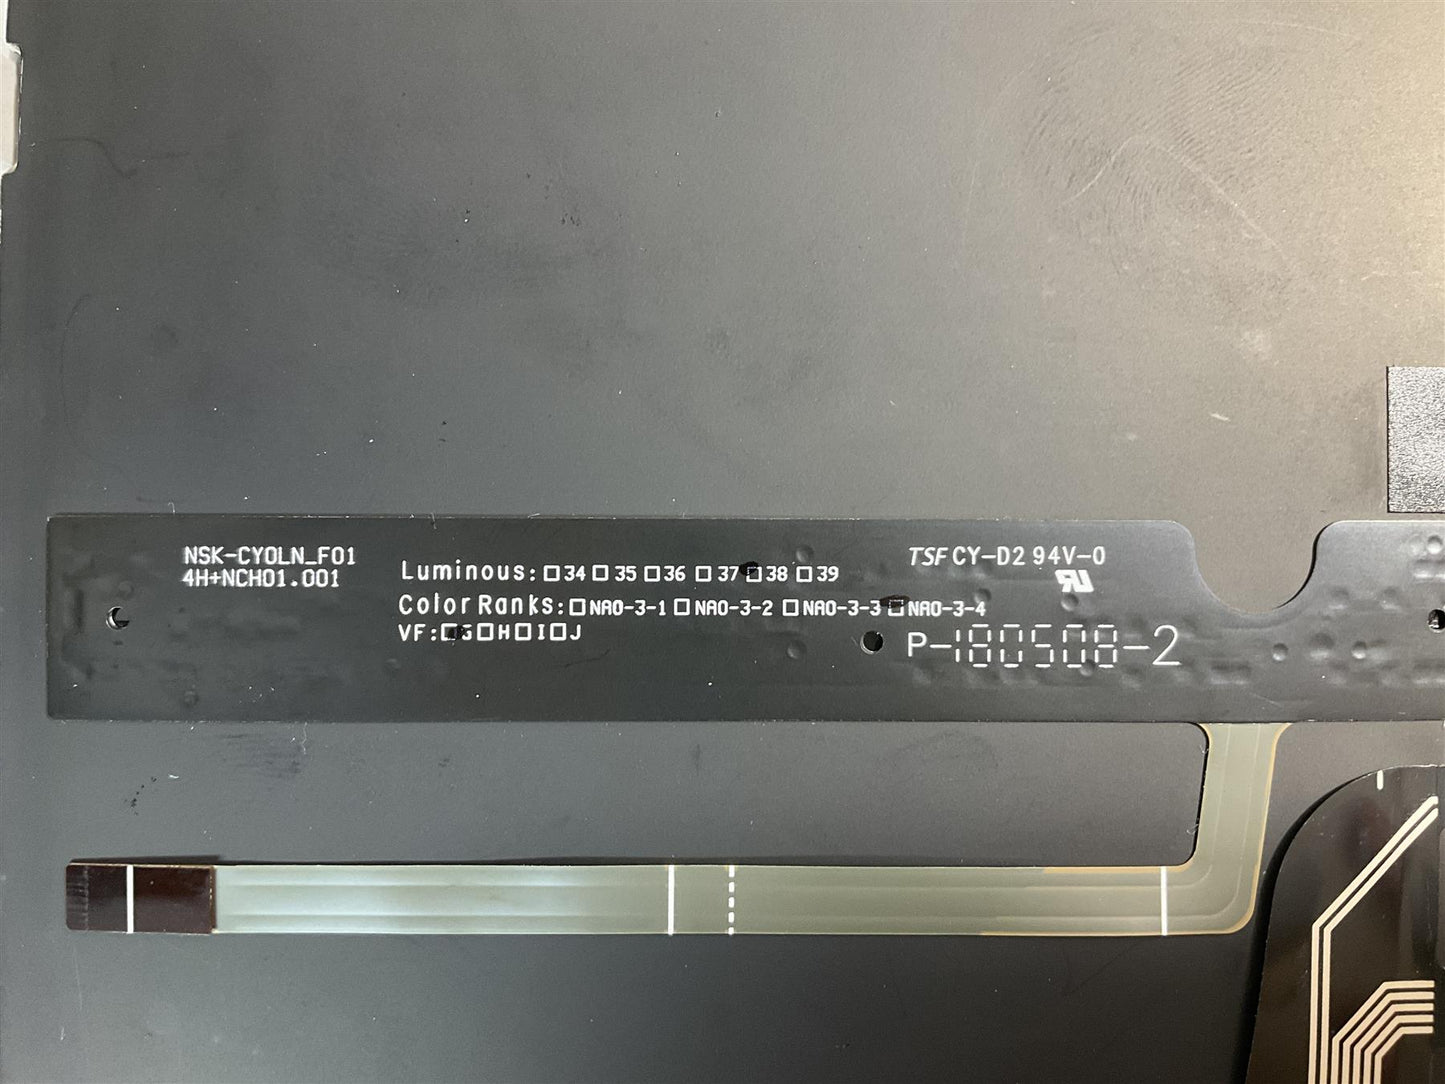 NSK-CYOLN_F01
4H+NCH01.001
Luminous: □34 □35 □36 □37 ■38 □39
Color Ranks: □NA0-3-1 □NA0-3-2 □NA0-3-3 ■NA0-3-4
VF: ■G □H □I □J
TSF CY-D2 94V-0
P-180508-2